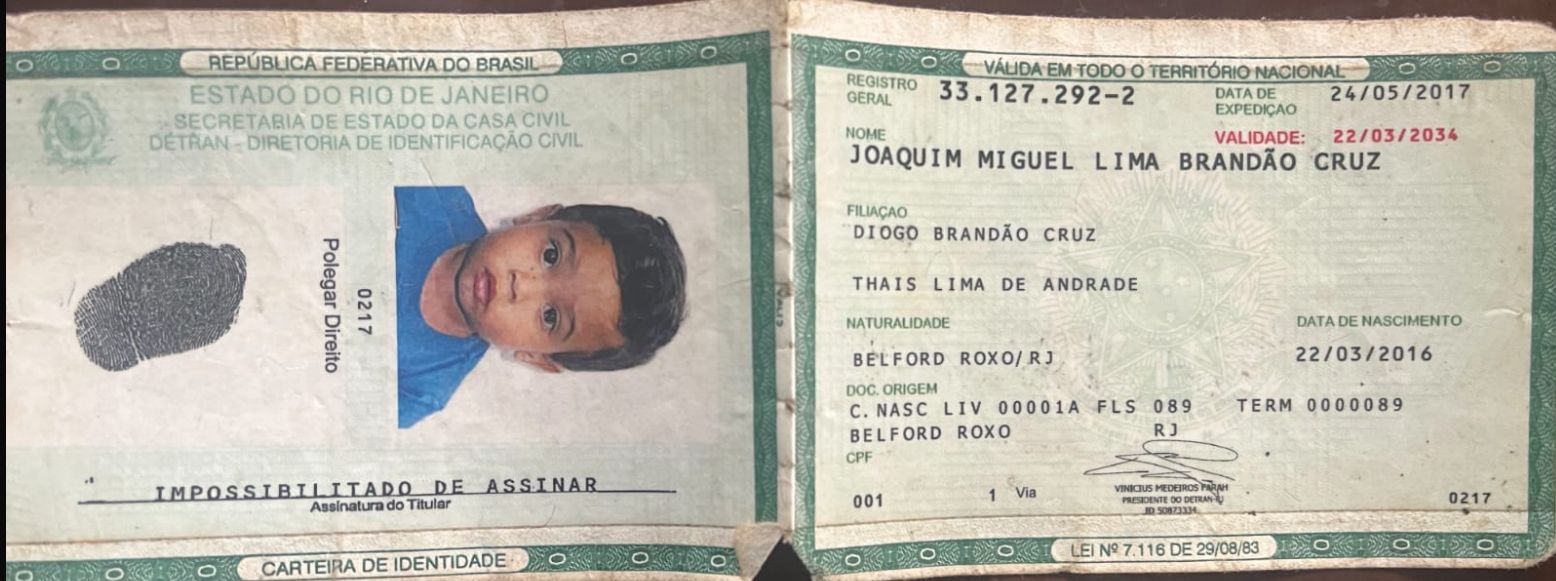 REPÚBLICA FEDERATIVA DO BRASIL
ESTADO DO RIO DE JANEIRO
SECRETARIA DE ESTADO DA CASA CIVIL
DETRAN - DIRETORIA DE IDENTIFICAÇÃO CIVIL
0217
Polegar Direito
IMPOSSIBILITADO DE ASSINAR
Assinatura do Titular
CARTEIRA DE IDENTIDADE
VÁLIDA EM TODO O TERRITÓRIO NACIONAL
REGISTRO GERAL 33.127.292-2 DATA DE EXPEDIÇÃO 24/05/2017
VALIDADE: 22/03/2034
NOME
JOAQUIM MIGUEL LIMA BRANDÃO CRUZ
FILIAÇÃO
DIOGO BRANDÃO CRUZ
THAIS LIMA DE ANDRADE
NATURALIDADE DATA DE NASCIMENTO
BELFORD ROXO/RJ 22/03/2016
DOC. ORIGEM
C.NASC LIV 00001A FLS 089 TERM 0000089
BELFORD ROXO RJ
CPF
001 1 Via 0217
VINICIUS MEDEIROS FARAH
PRESIDENTE DO DETRAN-RJ
ID 50873334
LEI Nº 7.116 DE 29/08/83